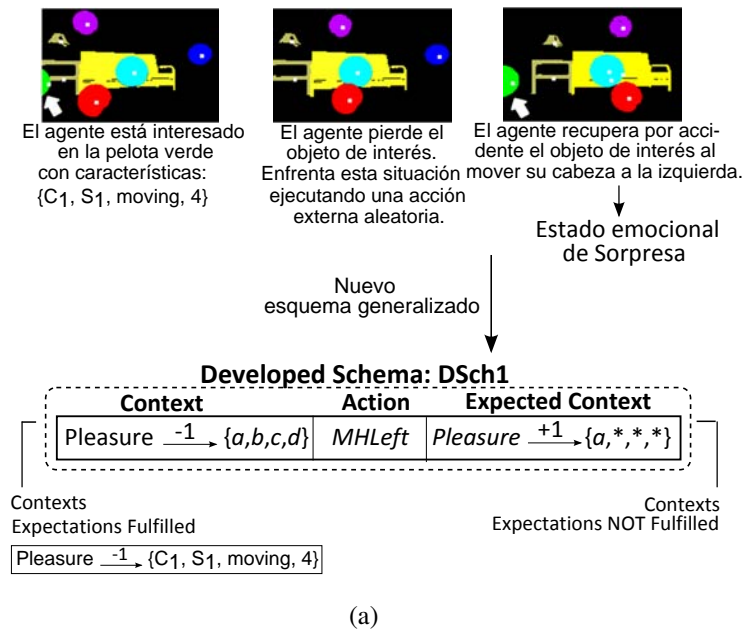 El agente está interesado
en la pelota verde
con características:
{C1, S1, moving, 4}
El agente pierde el
objeto de interés.
Enfrenta esta situación
ejecutando una acción
externa aleatoria.
El agente recupera por acci-
dente el objeto de interés al
mover su cabeza a la izquierda.
Estado emocional
de Sorpresa
Nuevo
esquema generalizado
Developed Schema: DSch1
Context Action Expected Context
Pleasure -1 {a,b,c,d} MHLeft Pleasure +1 {a,*,*,*}
Contexts
Expectations Fulfilled
Contexts
Expectations NOT Fulfilled
Pleasure -1 {C1, S1, moving, 4}
(a)